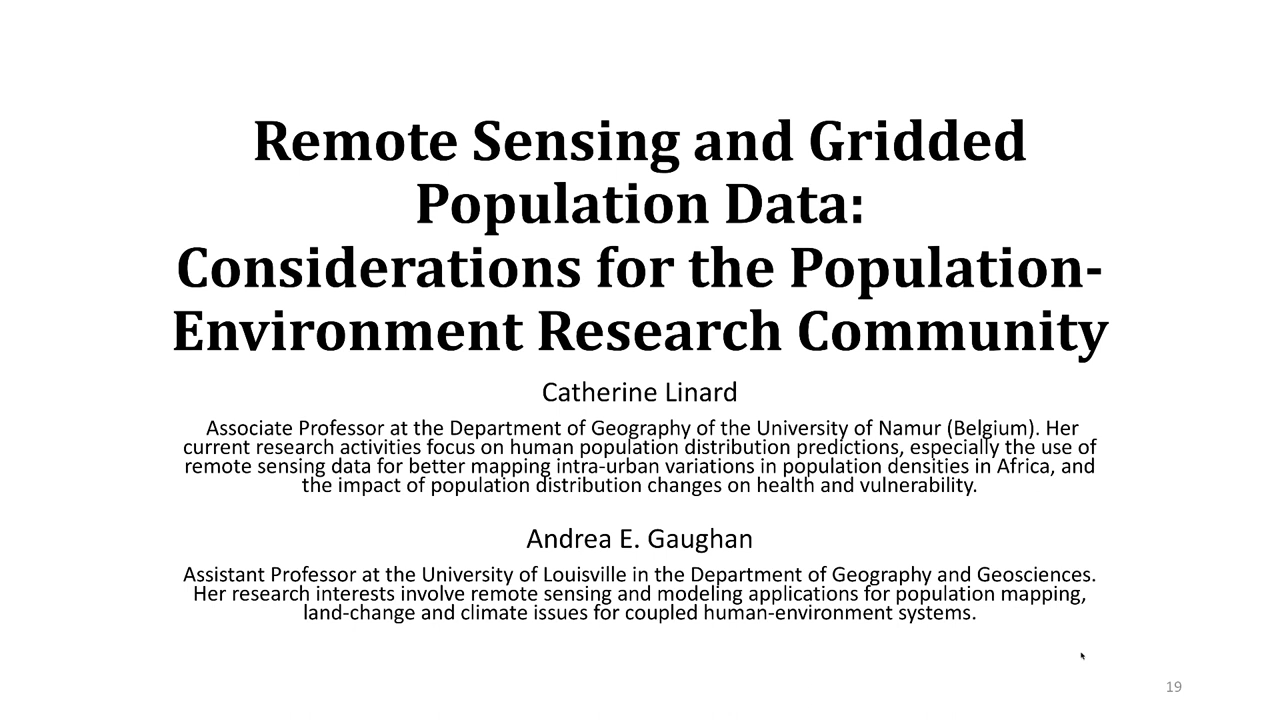 Remote Sensing and Gridded
Population Data:
Considerations for the Population-
Environment Research Community
Catherine Linard
Associate Professor at the Department of Geography of the University of Namur (Belgium). Her
current research activities focus on human population distribution predictions, especially the use of
remote sensing data for better mapping intra-urban variations in population densities in Africa, and
the impact of population distribution changes on health and vulnerability.
Andrea E. Gaughan
Assistant Professor at the University of Louisville in the Department of Geography and Geosciences.
Her research interests involve remote sensing and modeling applications for population mapping,
land-change and climate issues for coupled human-environment systems.
19